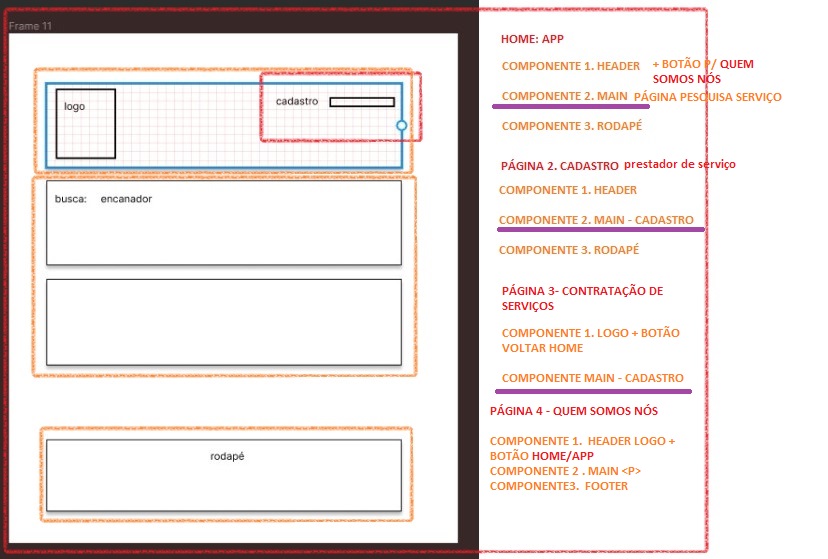 Frame 11
logo
cadastro
busca: encanador
rodapé
HOME: APP
COMPONENTE 1. HEADER + BOTÃO P/ QUEM
SOMOS NÓS
COMPONENTE 2. MAIN PÁGINA PESQUISA SERVIÇO
COMPONENTE 3. RODAPÉ
PÁGINA 2. CADASTRO prestador de serviço
COMPONENTE 1. HEADER
COMPONENTE 2. MAIN - CADASTRO
COMPONENTE 3. RODAPÉ
PÁGINA 3- CONTRATAÇÃO DE
SERVIÇOS
COMPONENTE 1. LOGO + BOTÃO
VOLTAR HOME
COMPONENTE MAIN - CADASTRO
PÁGINA 4 - QUEM SOMOS NÓS
COMPONENTE 1. HEADER LOGO +
BOTÃO HOME/APP
COMPONENTE 2 . MAIN <P>
COMPONENTE3. FOOTER